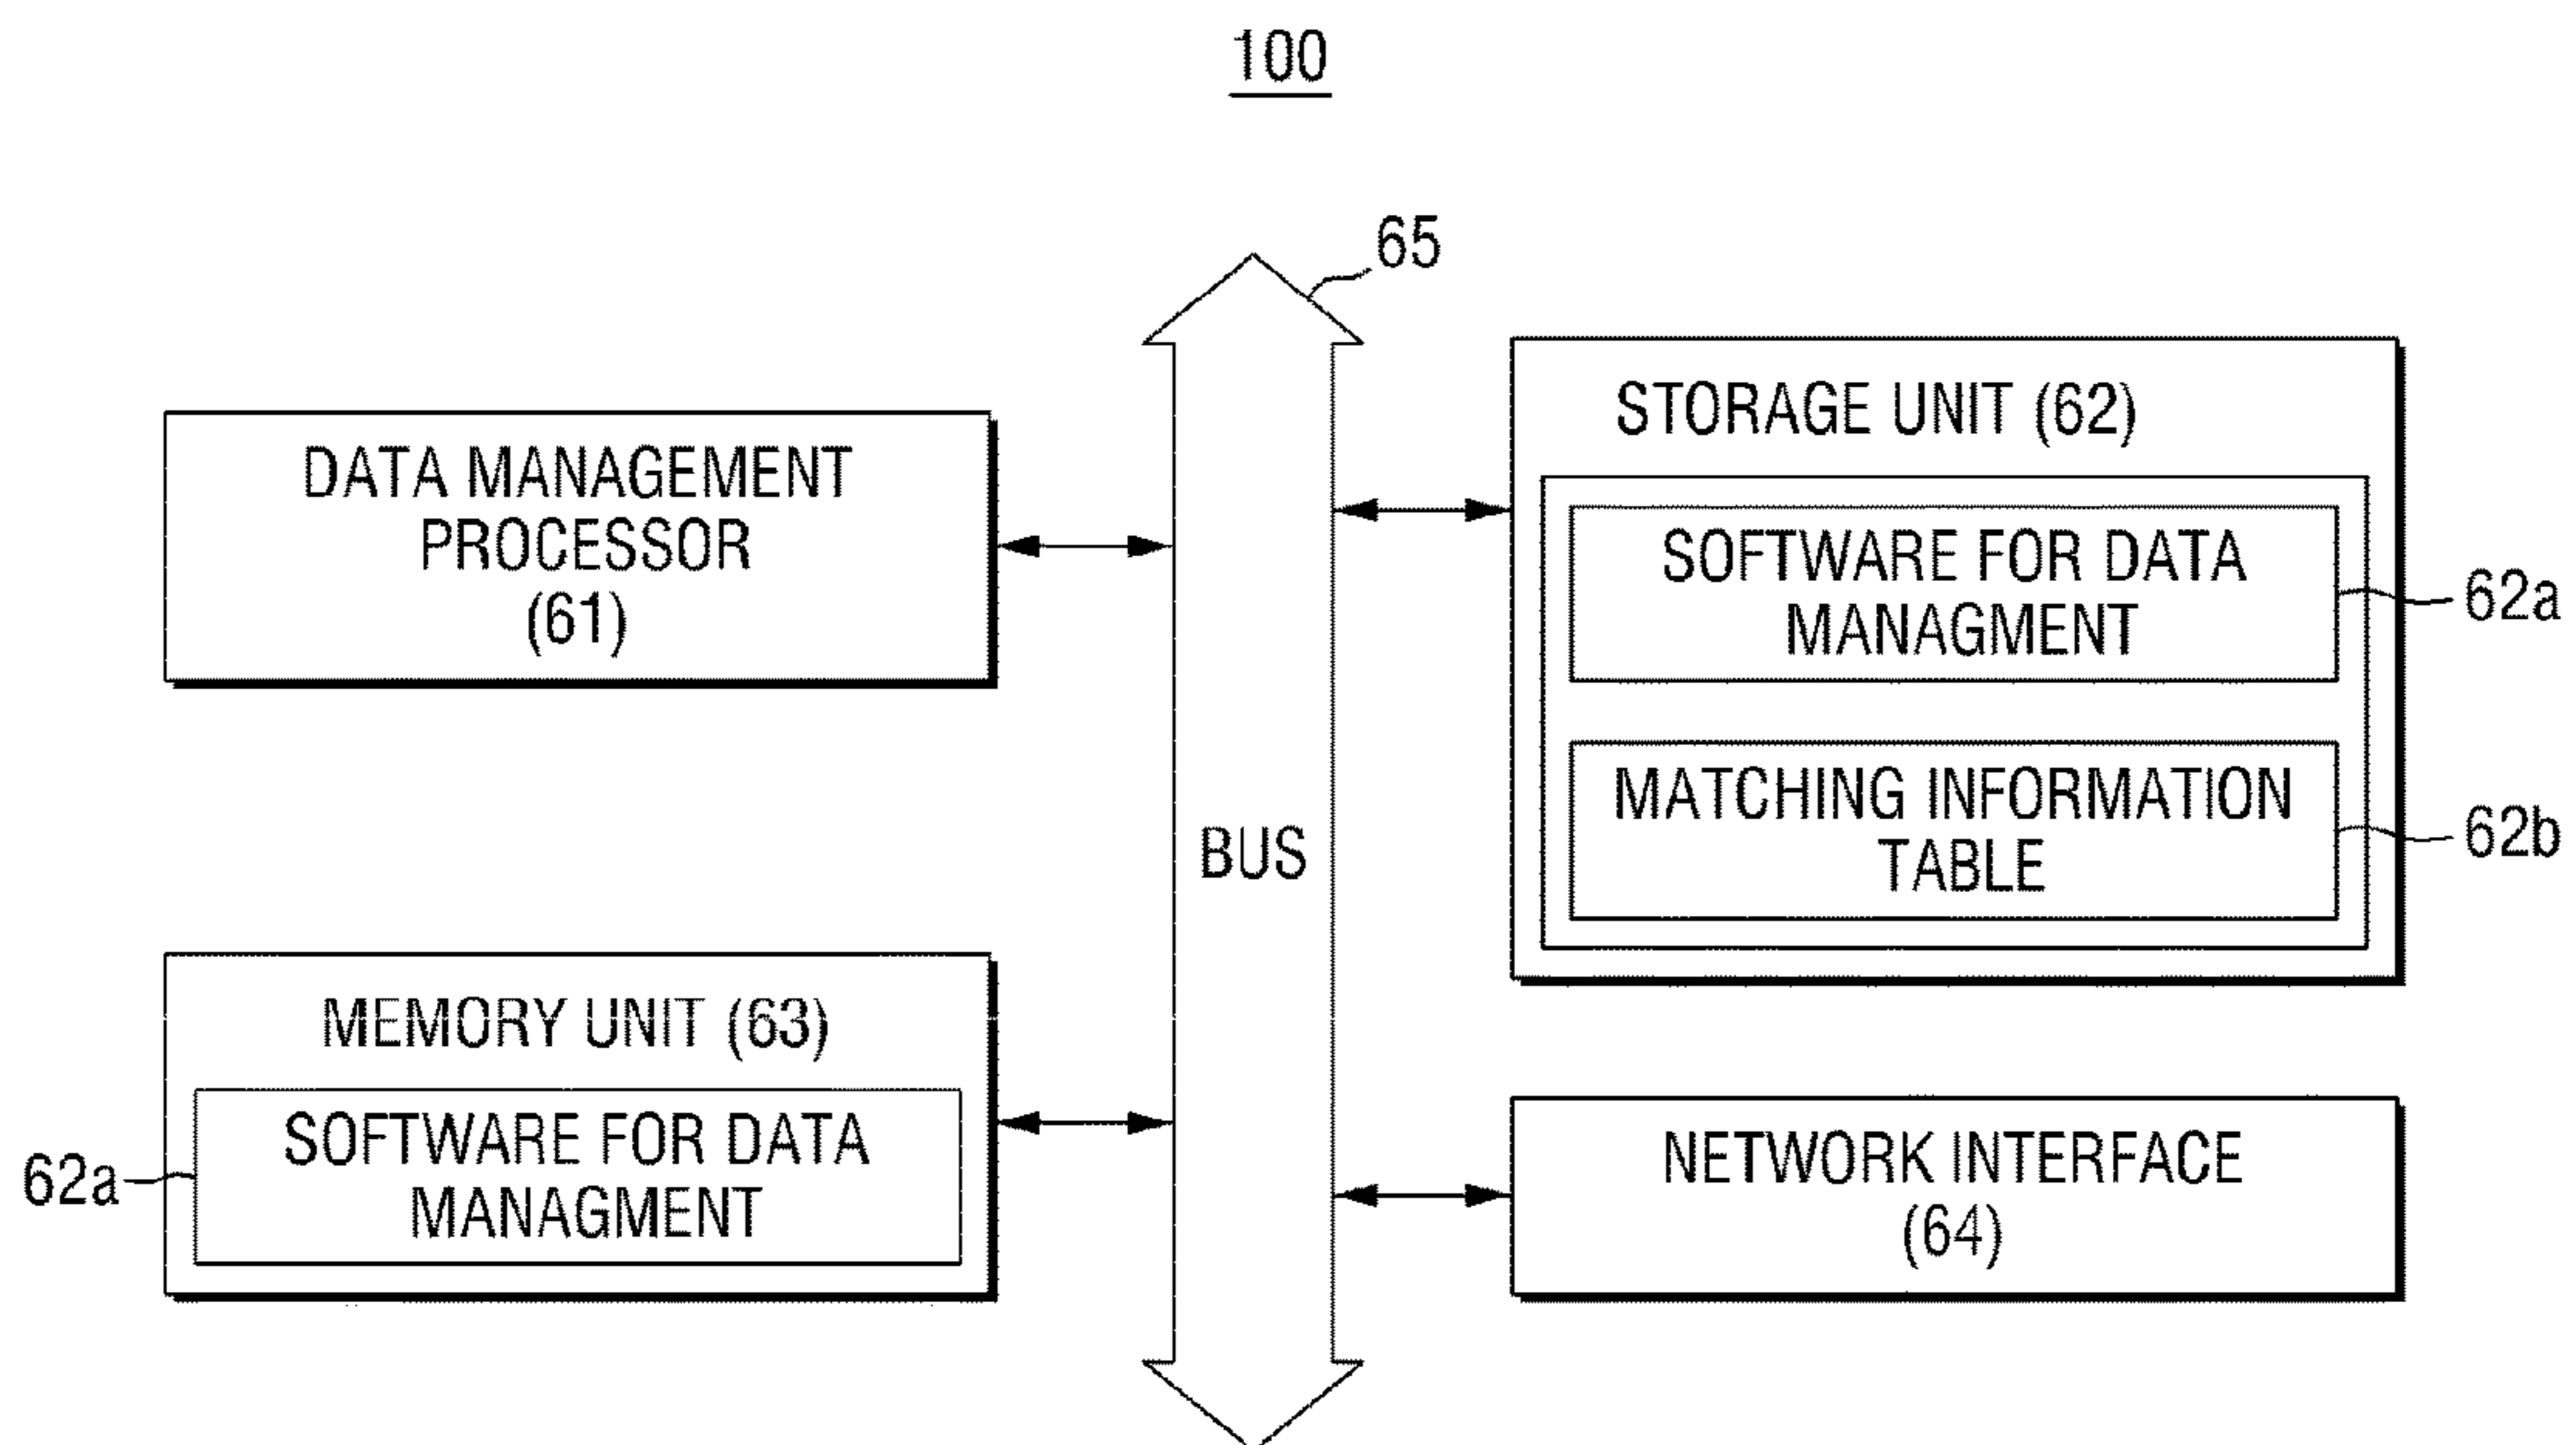 100
65
DATA MANAGEMENT
PROCESSOR
(61)
STORAGE UNIT (62)
SOFTWARE FOR DATA
MANAGMENT
62a
MATCHING INFORMATION
TABLE
62b
BUS
MEMORY UNIT (63)
SOFTWARE FOR DATA
MANAGMENT
62a
NETWORK INTERFACE
(64)